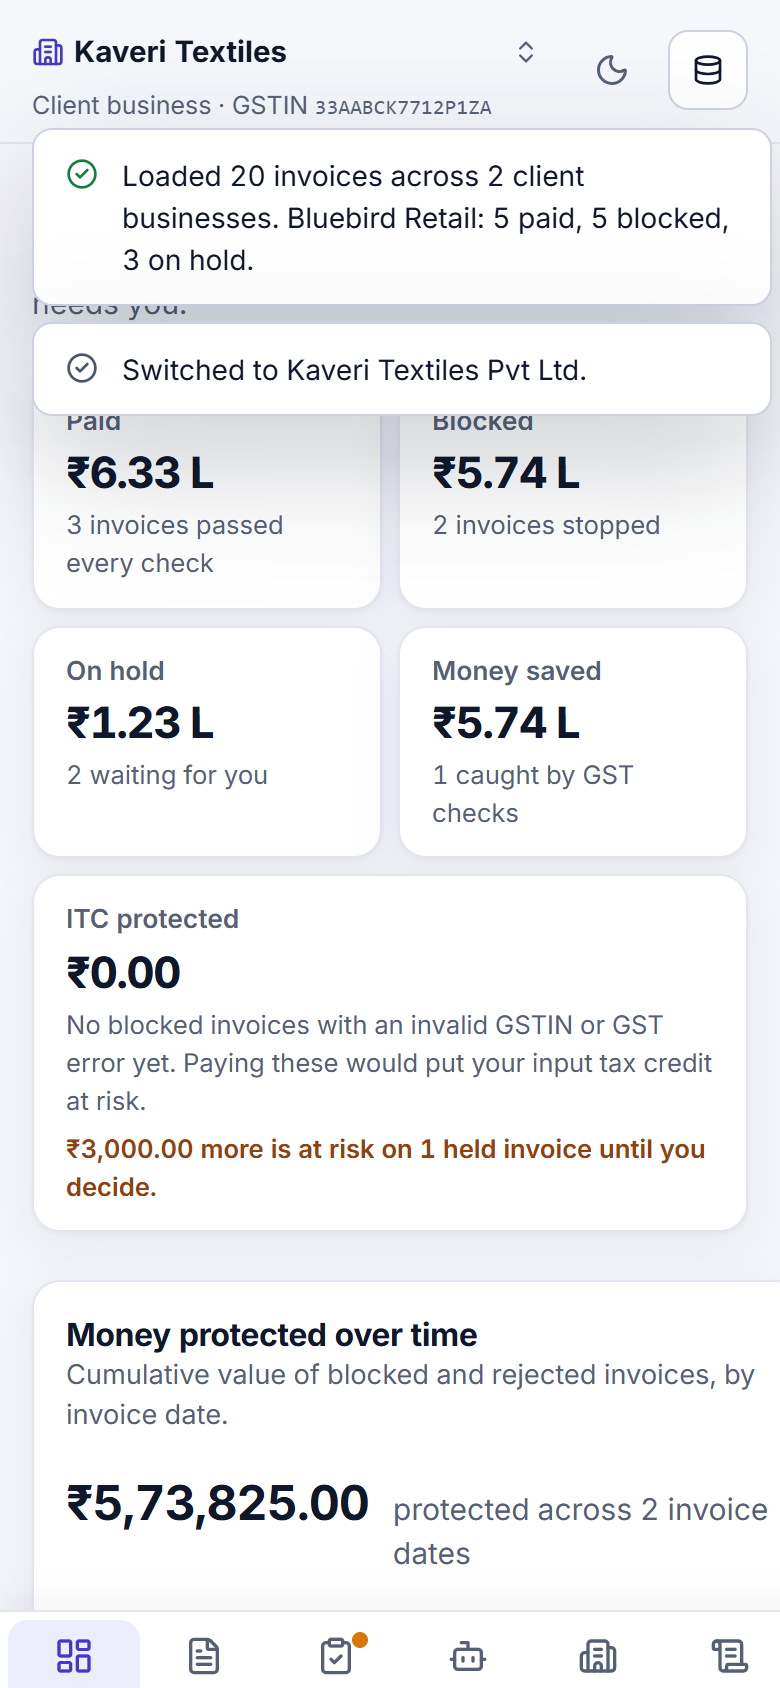 Kaveri Textiles
Client business · GSTIN 33AABCK7712P1ZA
Loaded 20 invoices across 2 client
businesses. Bluebird Retail: 5 paid, 5 blocked,
3 on hold.
needs you.
Switched to Kaveri Textiles Pvt Ltd.
Paid
₹6.33 L
3 invoices passed
every check
Blocked
₹5.74 L
2 invoices stopped
On hold
₹1.23 L
2 waiting for you
Money saved
₹5.74 L
1 caught by GST
checks
ITC protected
₹0.00
No blocked invoices with an invalid GSTIN or GST
error yet. Paying these would put your input tax credit
at risk.
₹3,000.00 more is at risk on 1 held invoice until you
decide.
Money protected over time
Cumulative value of blocked and rejected invoices, by
invoice date.
₹5,73,825.00 protected across 2 invoice
dates